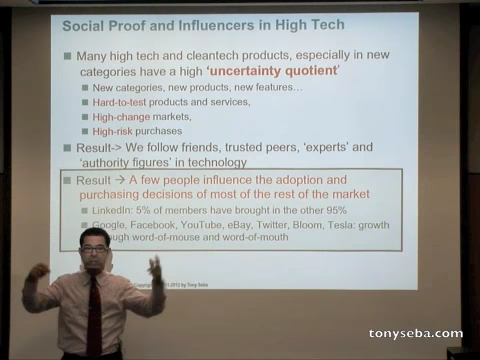 Social Proof and Influencers in High Tech
Many high tech and cleantech products, especially in new
categories have a high 'uncertainty quotient'
New categories, new products, new features…
Hard-to-test products and services,
High-change markets,
High-risk purchases
Result-> We follow friends, trusted peers, 'experts' and
'authority figures' in technology
Result → A few people influence the adoption and
purchasing decisions of most of the rest of the market
LinkedIn: 5% of members have brought in the other 95%
Google, Facebook, YouTube, eBay, Twitter, Bloom, Tesla: growth
word-of-mouse and word-of-mouth
Copyright by Tony Seba
tonyseba.com